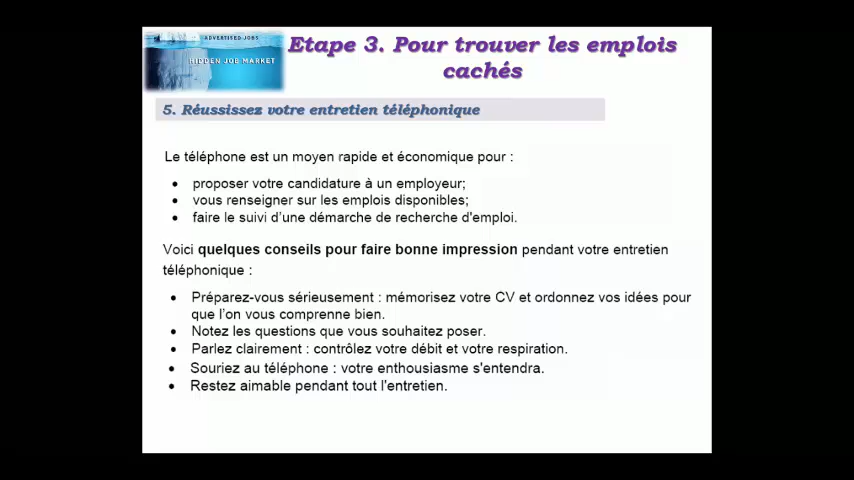 ADVERTISED JOBS
HIDDEN JOB MARKET
Etape 3. Pour trouver les emplois
cachés
5. Réussissez votre entretien téléphonique
Le téléphone est un moyen rapide et économique pour :
• proposer votre candidature à un employeur;
• vous renseigner sur les emplois disponibles;
• faire le suivi d’une démarche de recherche d'emploi.
Voici quelques conseils pour faire bonne impression pendant votre entretien
téléphonique :
• Préparez-vous sérieusement : mémorisez votre CV et ordonnez vos idées pour
que l’on vous comprenne bien.
• Notez les questions que vous souhaitez poser.
• Parlez clairement : contrôlez votre débit et votre respiration.
• Souriez au téléphone : votre enthousiasme s'entendra.
• Restez aimable pendant tout l'entretien.